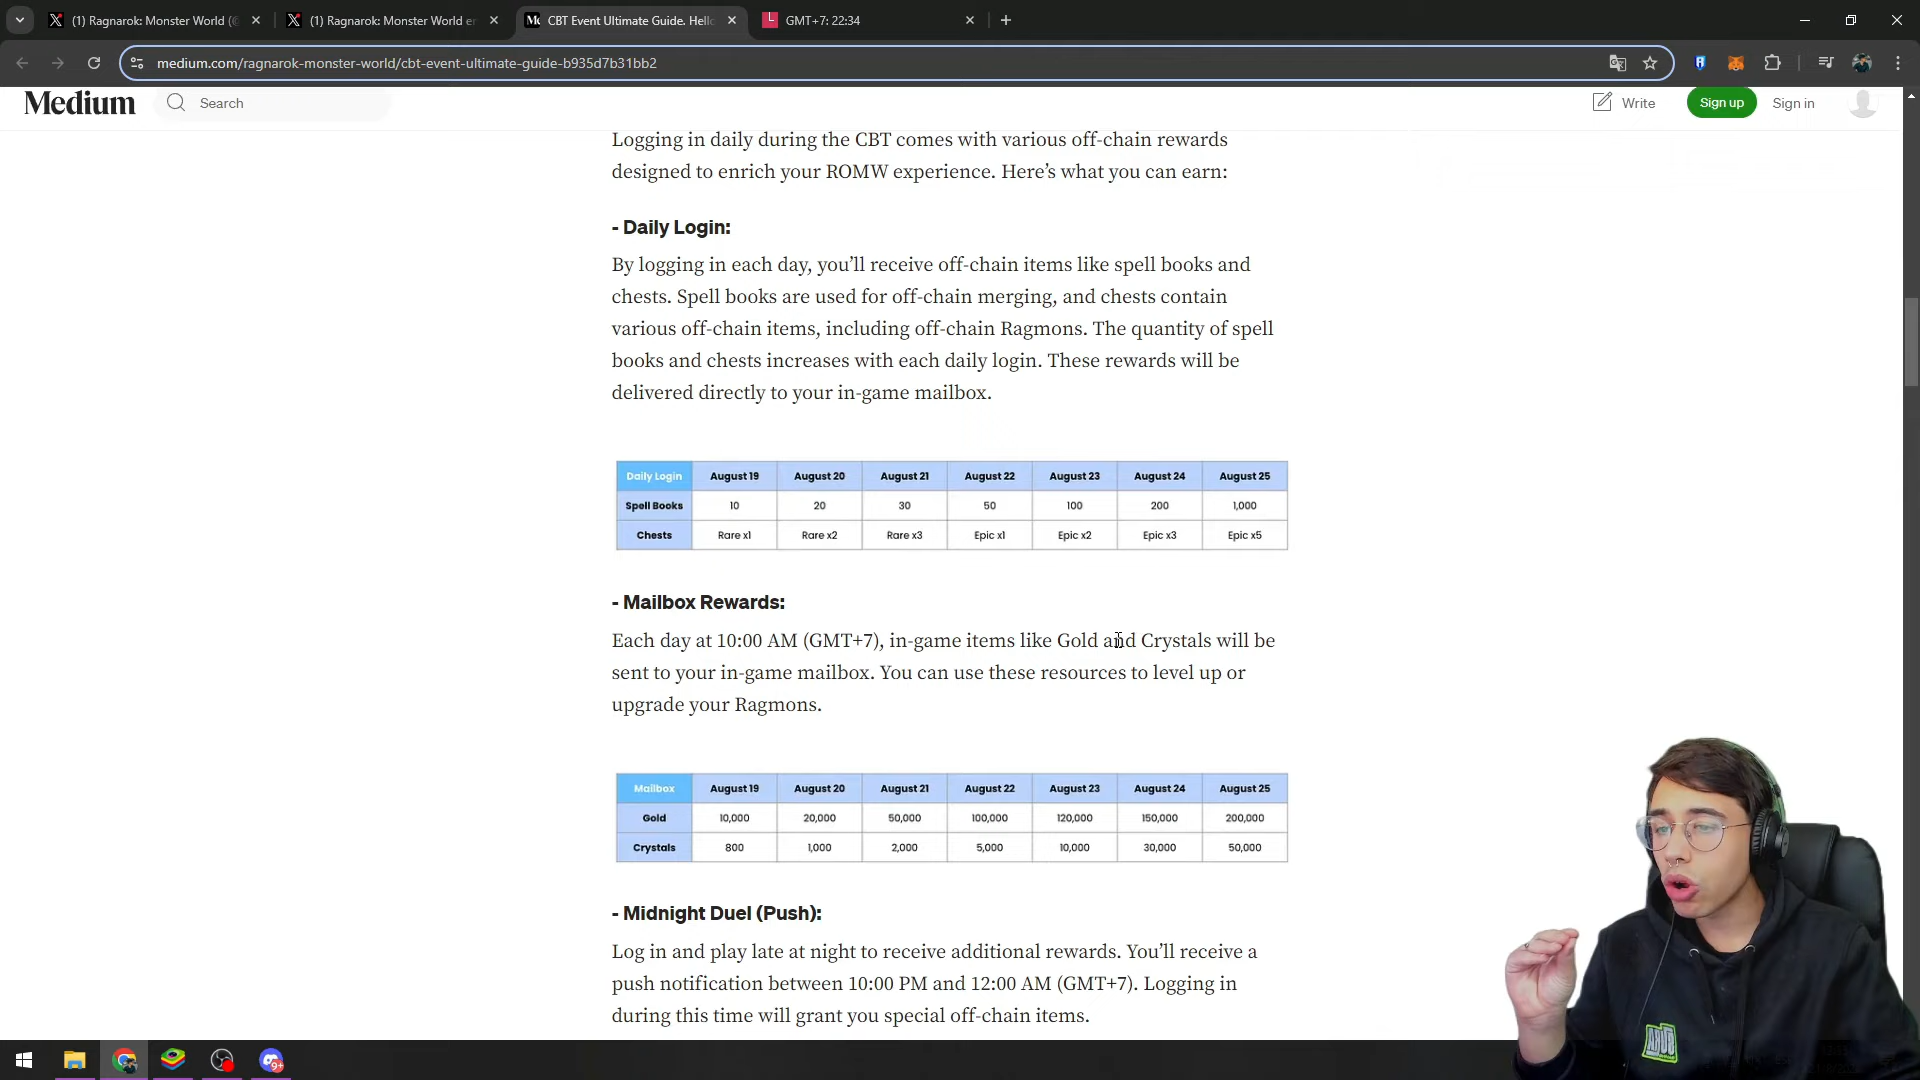 (1) Ragnarok: Monster World (
(1) Ragnarok: Monster World er
CBT Event Ultimate Guide. Hello
GMT+7: 22:34
medium.com/ragnarok-monster-world/cbt-event-ultimate-guide-b935d7b31bb2
Medium
Search
Write
Sign up
Sign in
Logging in daily during the CBT comes with various off-chain rewards
designed to enrich your ROMW experience. Here’s what you can earn:
- Daily Login:
By logging in each day, you’ll receive off-chain items like spell books and
chests. Spell books are used for off-chain merging, and chests contain
various off-chain items, including off-chain Ragmons. The quantity of spell
books and chests increases with each daily login. These rewards will be
delivered directly to your in-game mailbox.
Daily Login August 19 August 20 August 21 August 22 August 23 August 24 August 25
Spell Books 10 20 30 50 100 200 1,000
Chests Rare x1 Rare x2 Rare x3 Epic x1 Epic x2 Epic x3 Epic x5
- Mailbox Rewards:
Each day at 10:00 AM (GMT+7), in-game items like Gold and Crystals will be
sent to your in-game mailbox. You can use these resources to level up or
upgrade your Ragmons.
Mailbox August 19 August 20 August 21 August 22 August 23 August 24 August 25
Gold 10,000 20,000 50,000 100,000 120,000 150,000 200,000
Crystals 800 1,000 2,000 5,000 10,000 30,000 50,000
- Midnight Duel (Push):
Log in and play late at night to receive additional rewards. You’ll receive a
push notification between 10:00 PM and 12:00 AM (GMT+7). Logging in
during this time will grant you special off-chain items.
9+